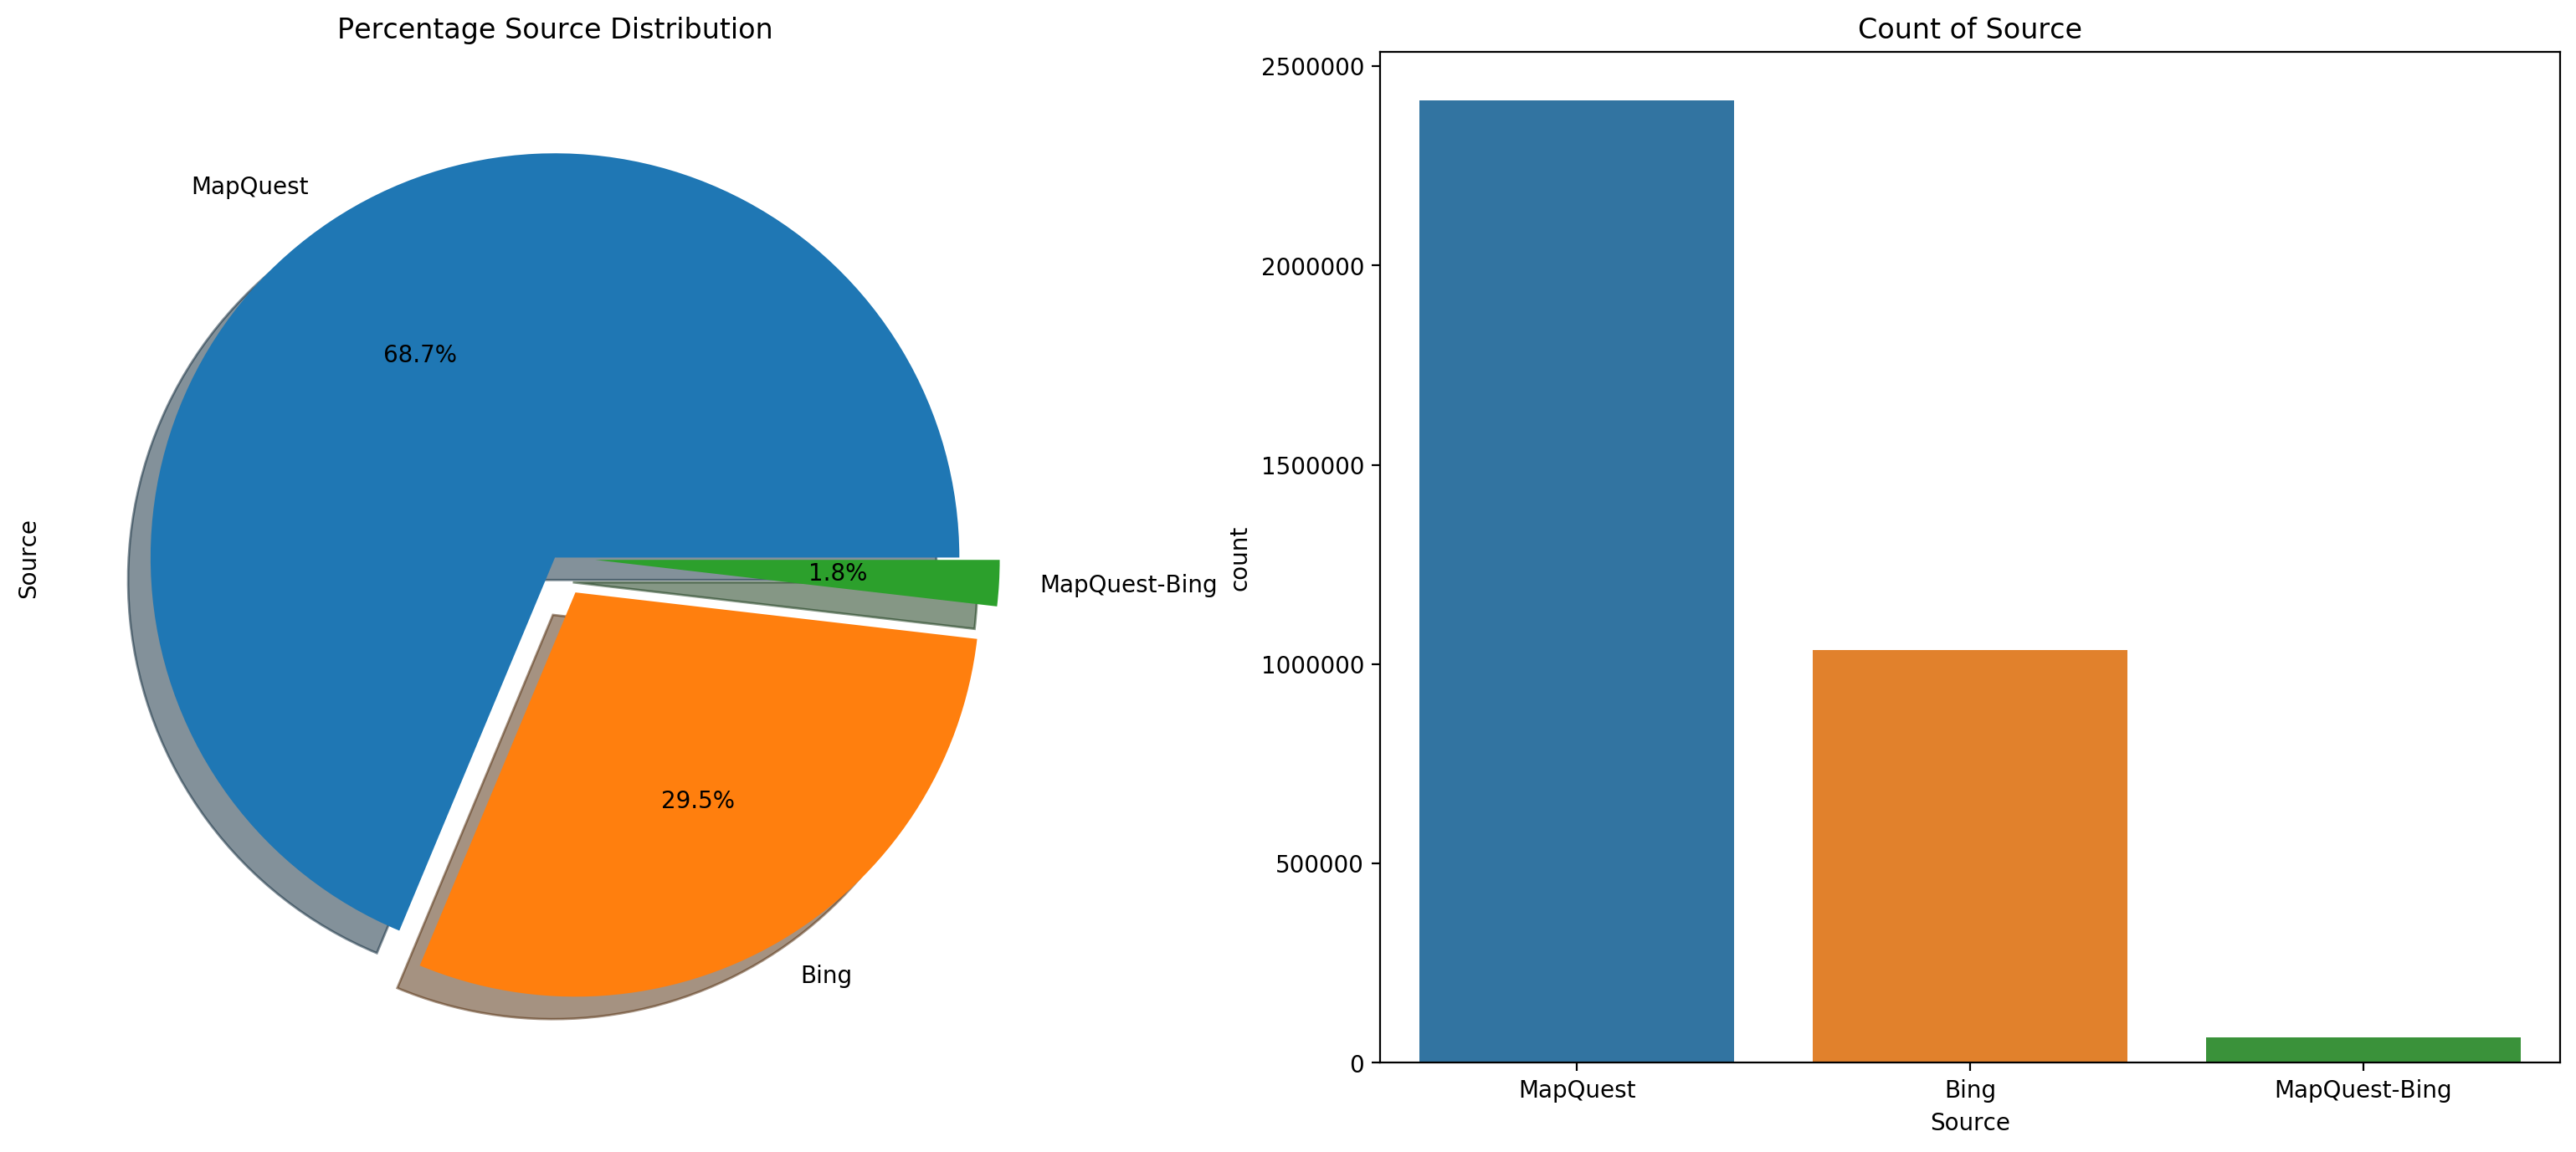 Percentage Source Distribution
MapQuest
68.7%
Source
1.8%
MapQuest-Bing
29.5%
Bing
Count of Source
2500000
2000000
1500000
count
1000000
500000
0
MapQuest
Bing
MapQuest-Bing
Source